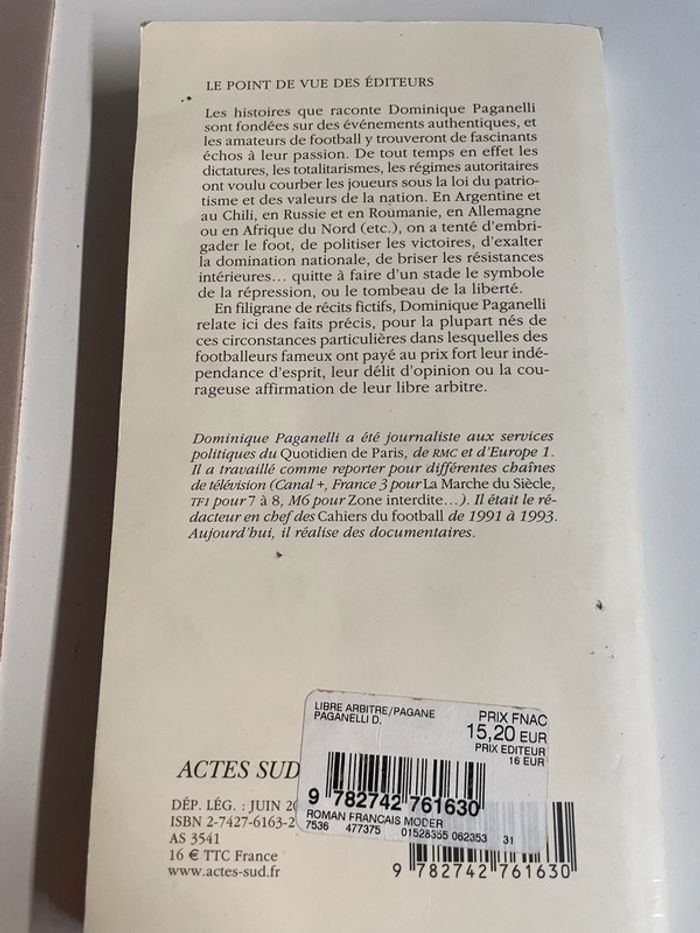 LE POINT DE VUE DES ÉDITEURS
Les histoires que raconte Dominique Paganelli
sont fondées sur des événements authentiques, et
les amateurs de football y trouveront de fascinants
échos à leur passion. De tout temps en effet les
dictatures, les totalitarismes, les régimes autoritaires
ont voulu courber les joueurs sous la loi du patrio-
tisme et des valeurs de la nation. En Argentine et
au Chili, en Russie et en Roumanie, en Allemagne
ou en Afrique du Nord (etc.), on a tenté d'embri-
gader le foot, de politiser les victoires, d'exalter
la domination nationale, de briser les résistances
intérieures... quitte à faire d'un stade le symbole
de la répression, ou le tombeau de la liberté.
En filigrane de récits fictifs, Dominique Paganelli
relate ici des faits précis, pour la plupart nés de
ces circonstances particulières dans lesquelles des
footballeurs fameux ont payé au prix fort leur indé-
pendance d'esprit, leur délit d'opinion ou la cou-
rageuse affirmation de leur libre arbitre.
Dominique Paganelli a été journaliste aux services
politiques du Quotidien de Paris, de RMC et d'Europe 1.
Il a travaillé comme reporter pour différentes chaînes
de télévision (Canal +, France 3 pour La Marche du Siècle,
TF1 pour 7 à 8, M6 pour Zone interdite...). Il était le ré-
dacteur en chef des Cahiers du football de 1991 à 1993.
Aujourd'hui, il réalise des documentaires.
LIBRE ARBITRE/PAGANE
PAGANELLI D.
PRIX FNAC
15,20 EUR
PRIX EDITEUR
16 EUR
9 782742 761630
ROMAN FRANCAIS MODER
7536 477375 01528355 062353 31
ACTES SUD
DÉP. LÉG. : JUIN 20
ISBN 2-7427-6163-2
AS 3541
16 € TTC France
www.actes-sud.fr
9 782742 761630